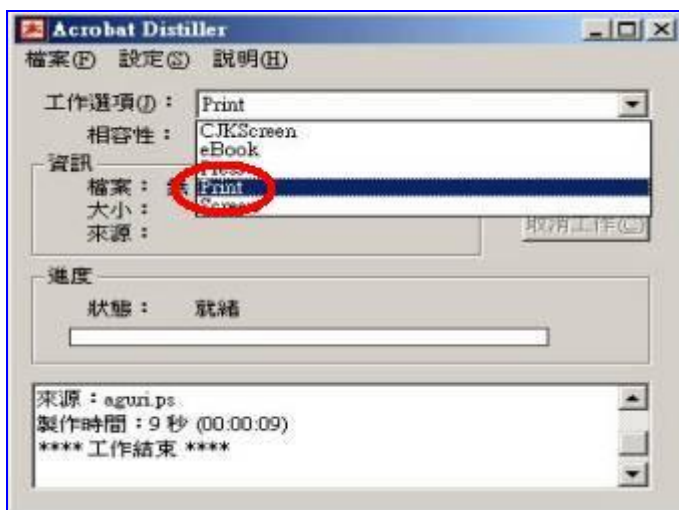 Acrobat Distiller
檔案(F) 設定(S) 說明(H)
工作選項(J)： Print
相容性：
CJKScreen
eBook
Press
Print
Screen
資訊
檔案：
大小：
來源：
取消工作(C)
進度
狀態： 就緒
來源：aguri.ps
製作時間：9 秒 (00:00:09)
**** 工作結束 ****